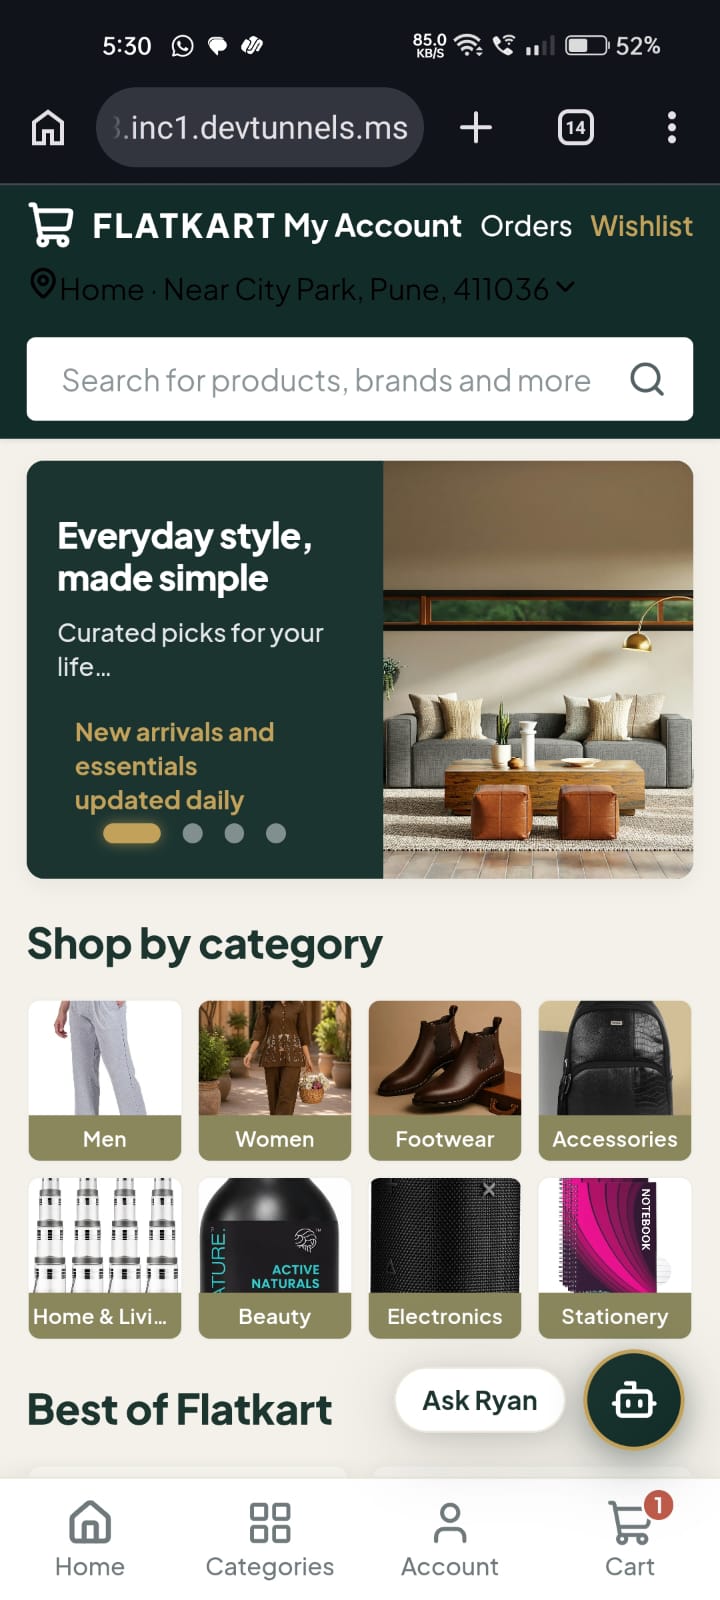 5:30 85.0 KB/S 52%
.inc1.devtunnels.ms 14
FLATKART My Account Orders Wishlist
Home · Near City Park, Pune, 411036
Search for products, brands and more
Everyday style,
made simple
Curated picks for your
life...
New arrivals and
essentials
updated daily
Shop by category
Men Women Footwear Accessories
NOTEBOOK
ATURE.
ACTIVE
NATURALS
Home & Livi... Beauty Electronics Stationery
Best of Flatkart Ask Ryan
1
Home Categories Account Cart